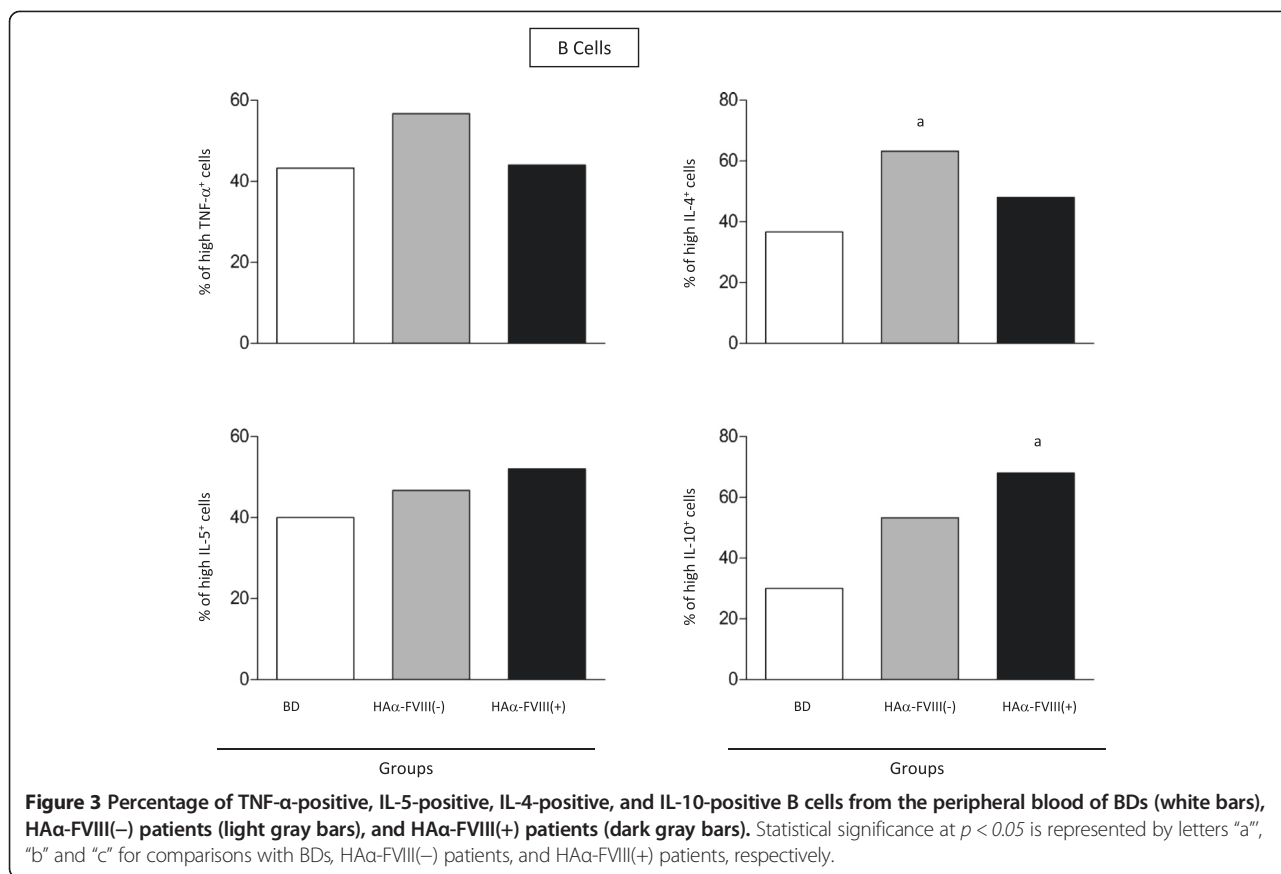 B Cells
60
40
20
0
% of high TNF-α⁺ cells
80
60
40
20
0
% of high IL-4⁺ cells
a
60
40
20
0
% of high IL-5⁺ cells
BD HAα-FVIII(-) HAα-FVIII(+)
Groups
80
60
40
20
0
% of high IL-10⁺ cells
a
BD HAα-FVIII(-) HAα-FVIII(+)
Groups
Figure 3 Percentage of TNF-α-positive, IL-5-positive, IL-4-positive, and IL-10-positive B cells from the peripheral blood of BDs (white bars),
HAα-FVIII(−) patients (light gray bars), and HAα-FVIII(+) patients (dark gray bars). Statistical significance at p < 0.05 is represented by letters “a”’,
“b” and “c” for comparisons with BDs, HAα-FVIII(−) patients, and HAα-FVIII(+) patients, respectively.